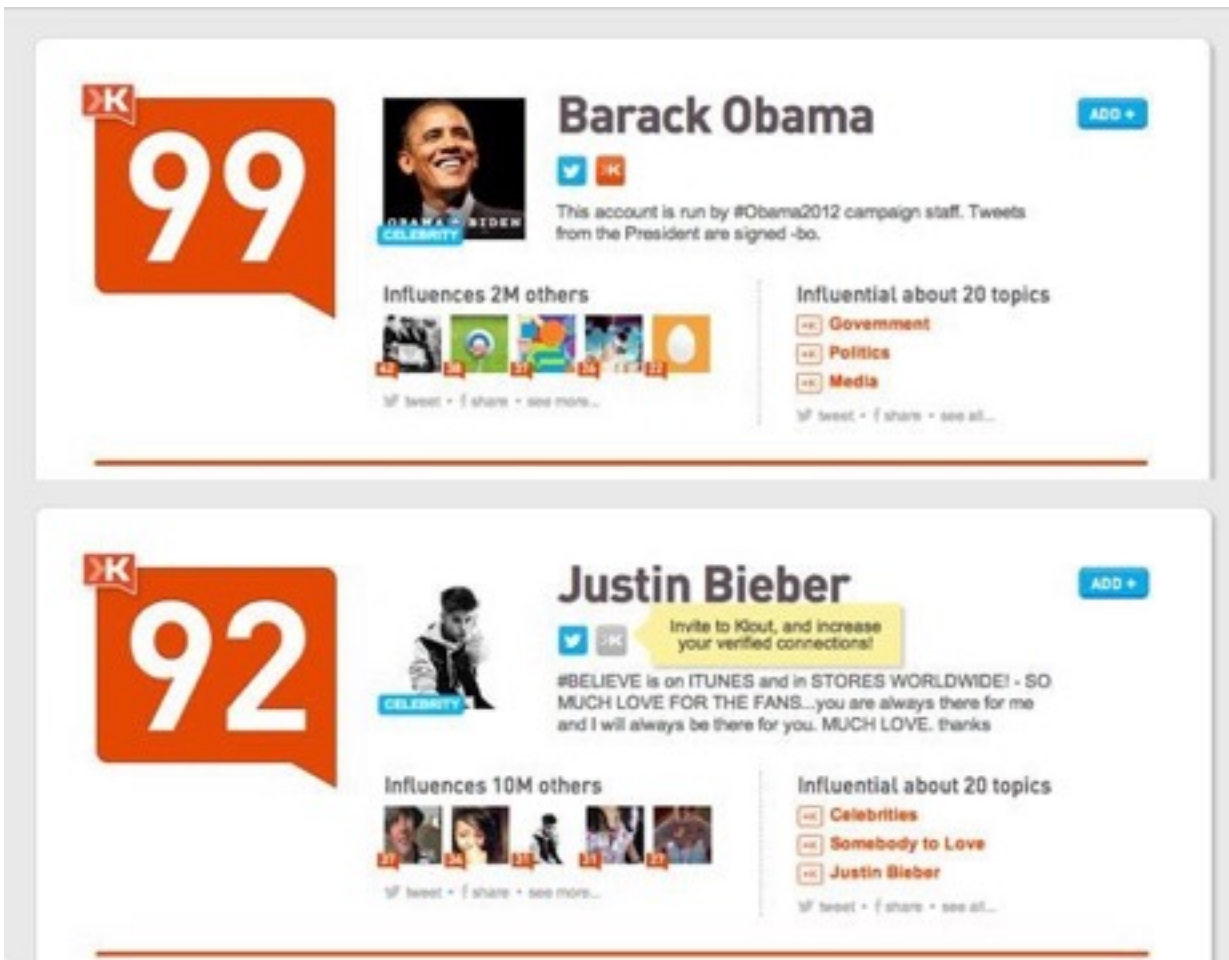 K
99
Barack Obama
ADD +
K
This account is run by #Obama2012 campaign staff. Tweets
from the President are signed -bo.
OBAMA BIDEN
CELEBRITY
Influences 2M others
Influential about 20 topics
+K Government
+K Politics
+K Media
tweet • f share • see more...
tweet • f share • see all...
K
92
Justin Bieber
ADD +
K
Invite to Klout, and increase
your verified connections!
#BELIEVE is on ITUNES and in STORES WORLDWIDE! - SO
MUCH LOVE FOR THE FANS...you are always there for me
and I will always be there for you. MUCH LOVE. thanks
CELEBRITY
Influences 10M others
Influential about 20 topics
+K Celebrities
+K Somebody to Love
+K Justin Bieber
tweet • f share • see more...
tweet • f share • see all...